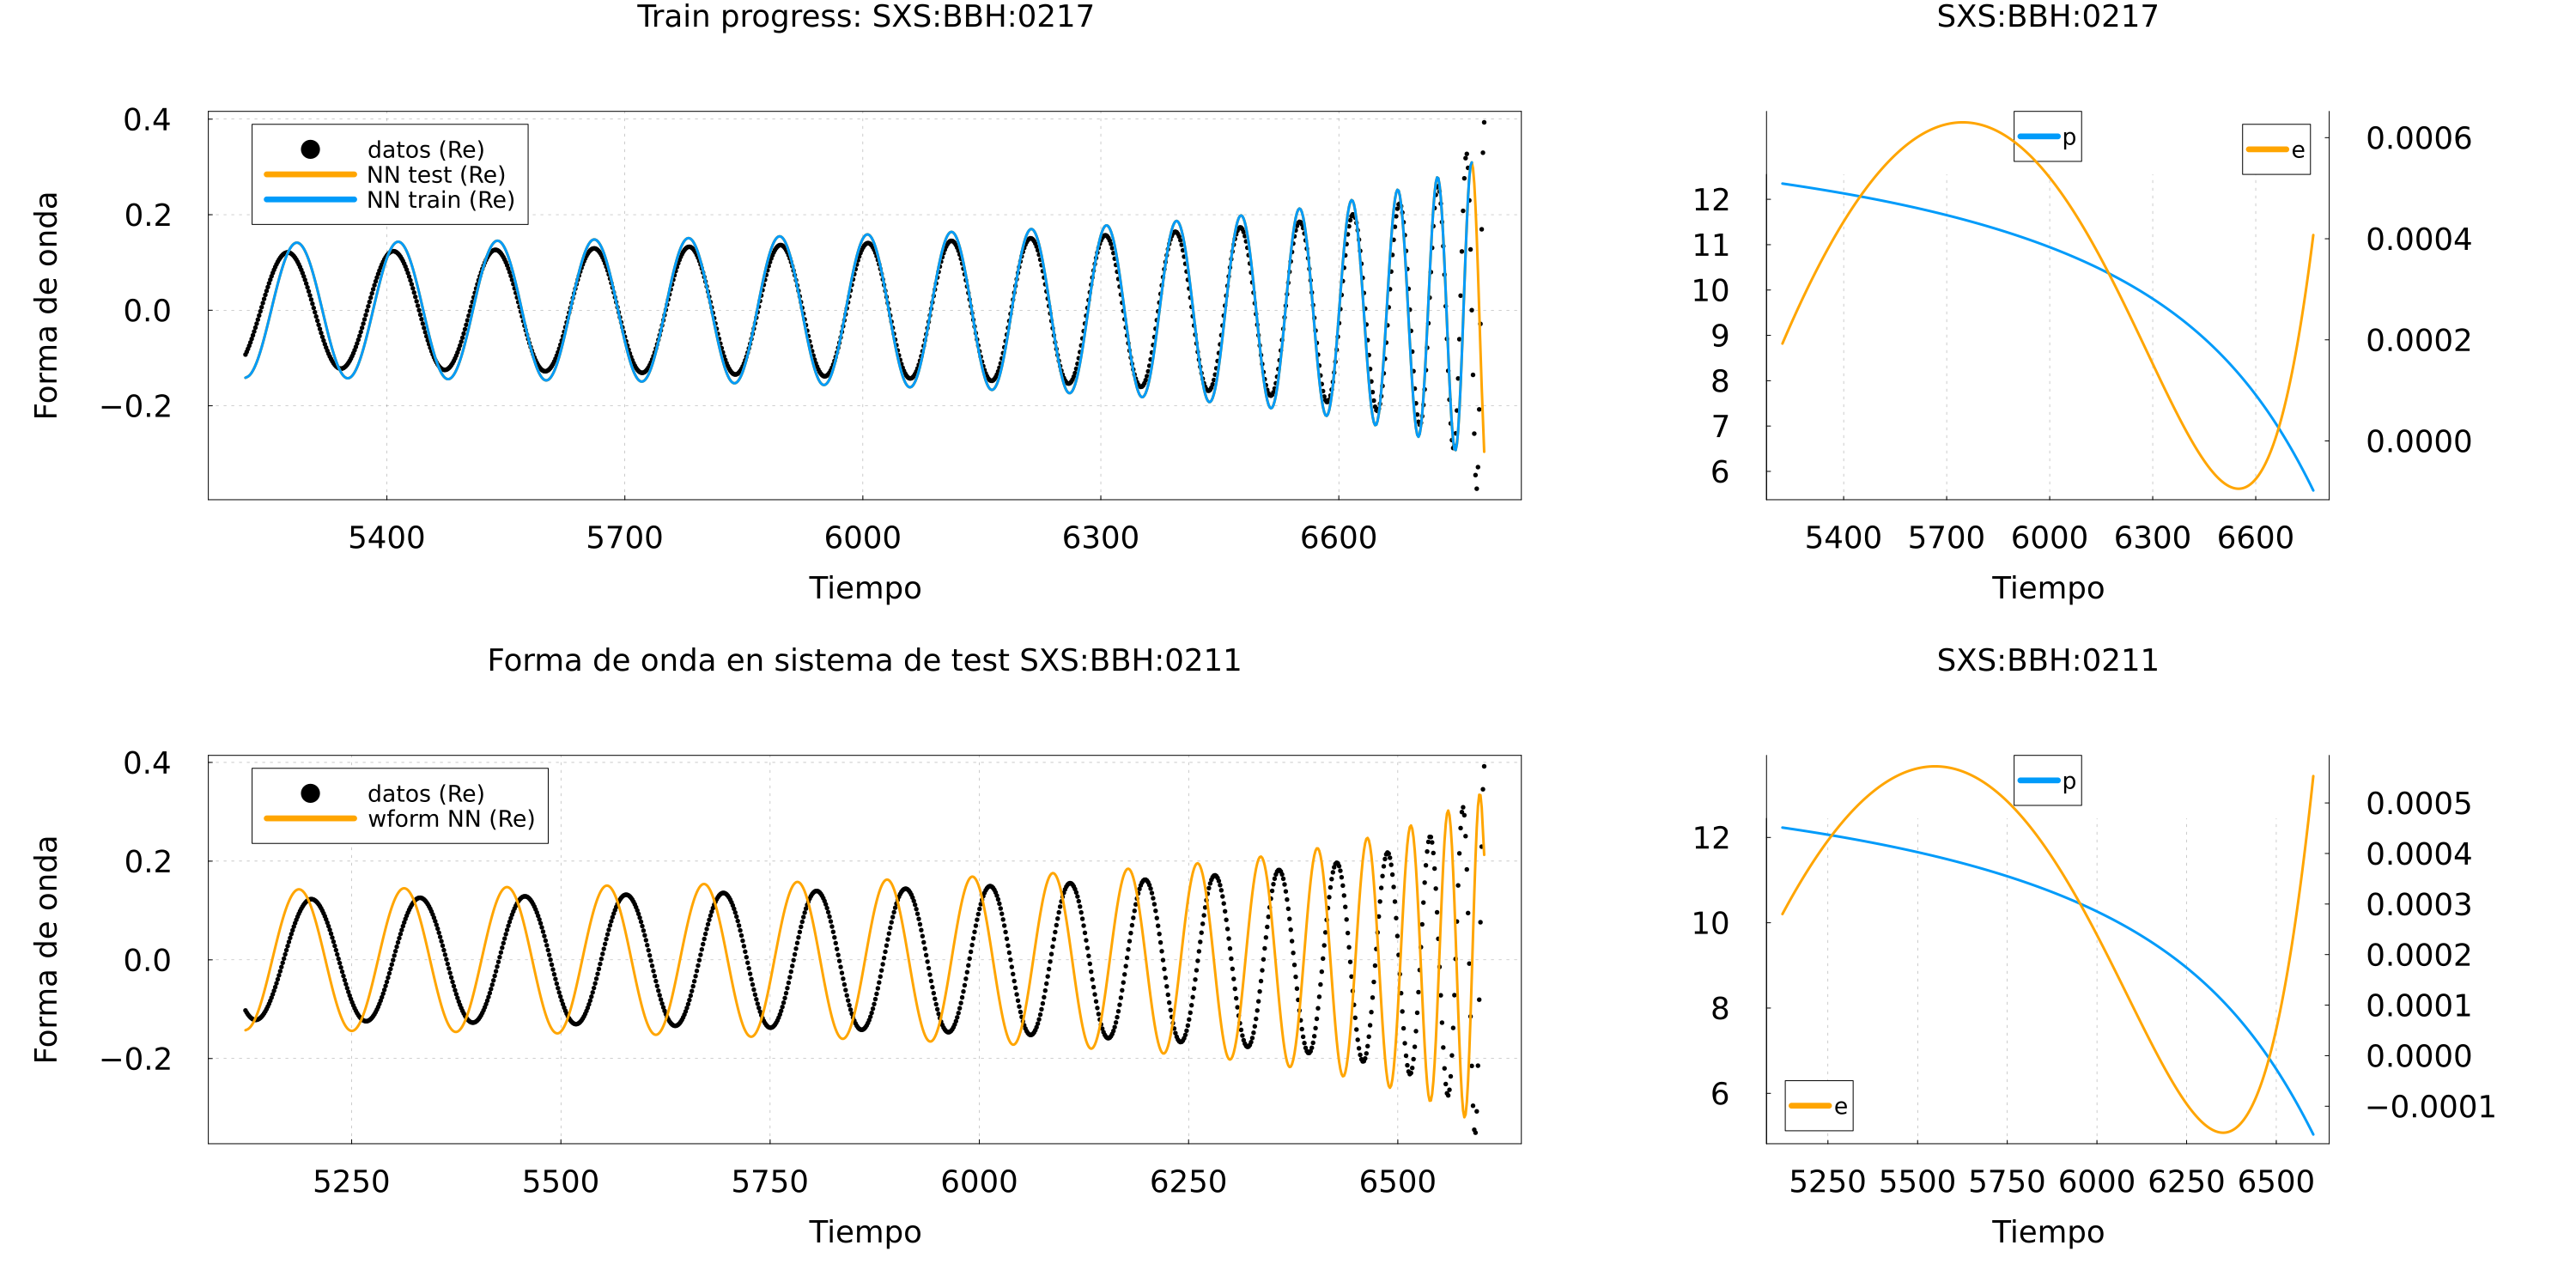 Train progress: SXS:BBH:0217
0.4
0.2
0.0
−0.2
Forma de onda
datos (Re)
NN test (Re)
NN train (Re)
5400 5700 6000 6300 6600
Tiempo
SXS:BBH:0217
12
11
10
9
8
7
6
p
e
0.0006
0.0004
0.0002
0.0000
5400 5700 6000 6300 6600
Tiempo
Forma de onda en sistema de test SXS:BBH:0211
0.4
0.2
0.0
−0.2
Forma de onda
datos (Re)
wform NN (Re)
5250 5500 5750 6000 6250 6500
Tiempo
SXS:BBH:0211
12
10
8
6
p
e
0.0005
0.0004
0.0003
0.0002
0.0001
0.0000
−0.0001
5250 5500 5750 6000 6250 6500
Tiempo